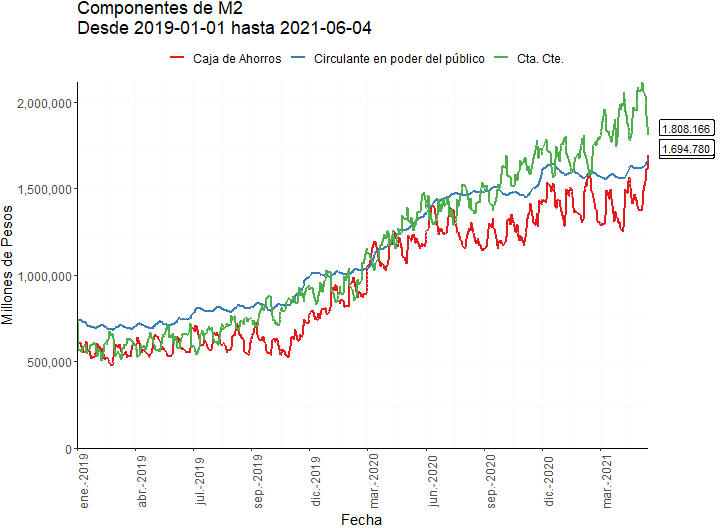 Componentes de M2
Desde 2019-01-01 hasta 2021-06-04
Caja de Ahorros Circulante en poder del público Cta. Cte.
Millones de Pesos
2,000,000
1,500,000
1,000,000
500,000
0
1.808.166
1.694.780
ene.-2019
abr.-2019
jul.-2019
sep.-2019
dic.-2019
mar.-2020
jun.-2020
sep.-2020
dic.-2020
mar.-2021
Fecha